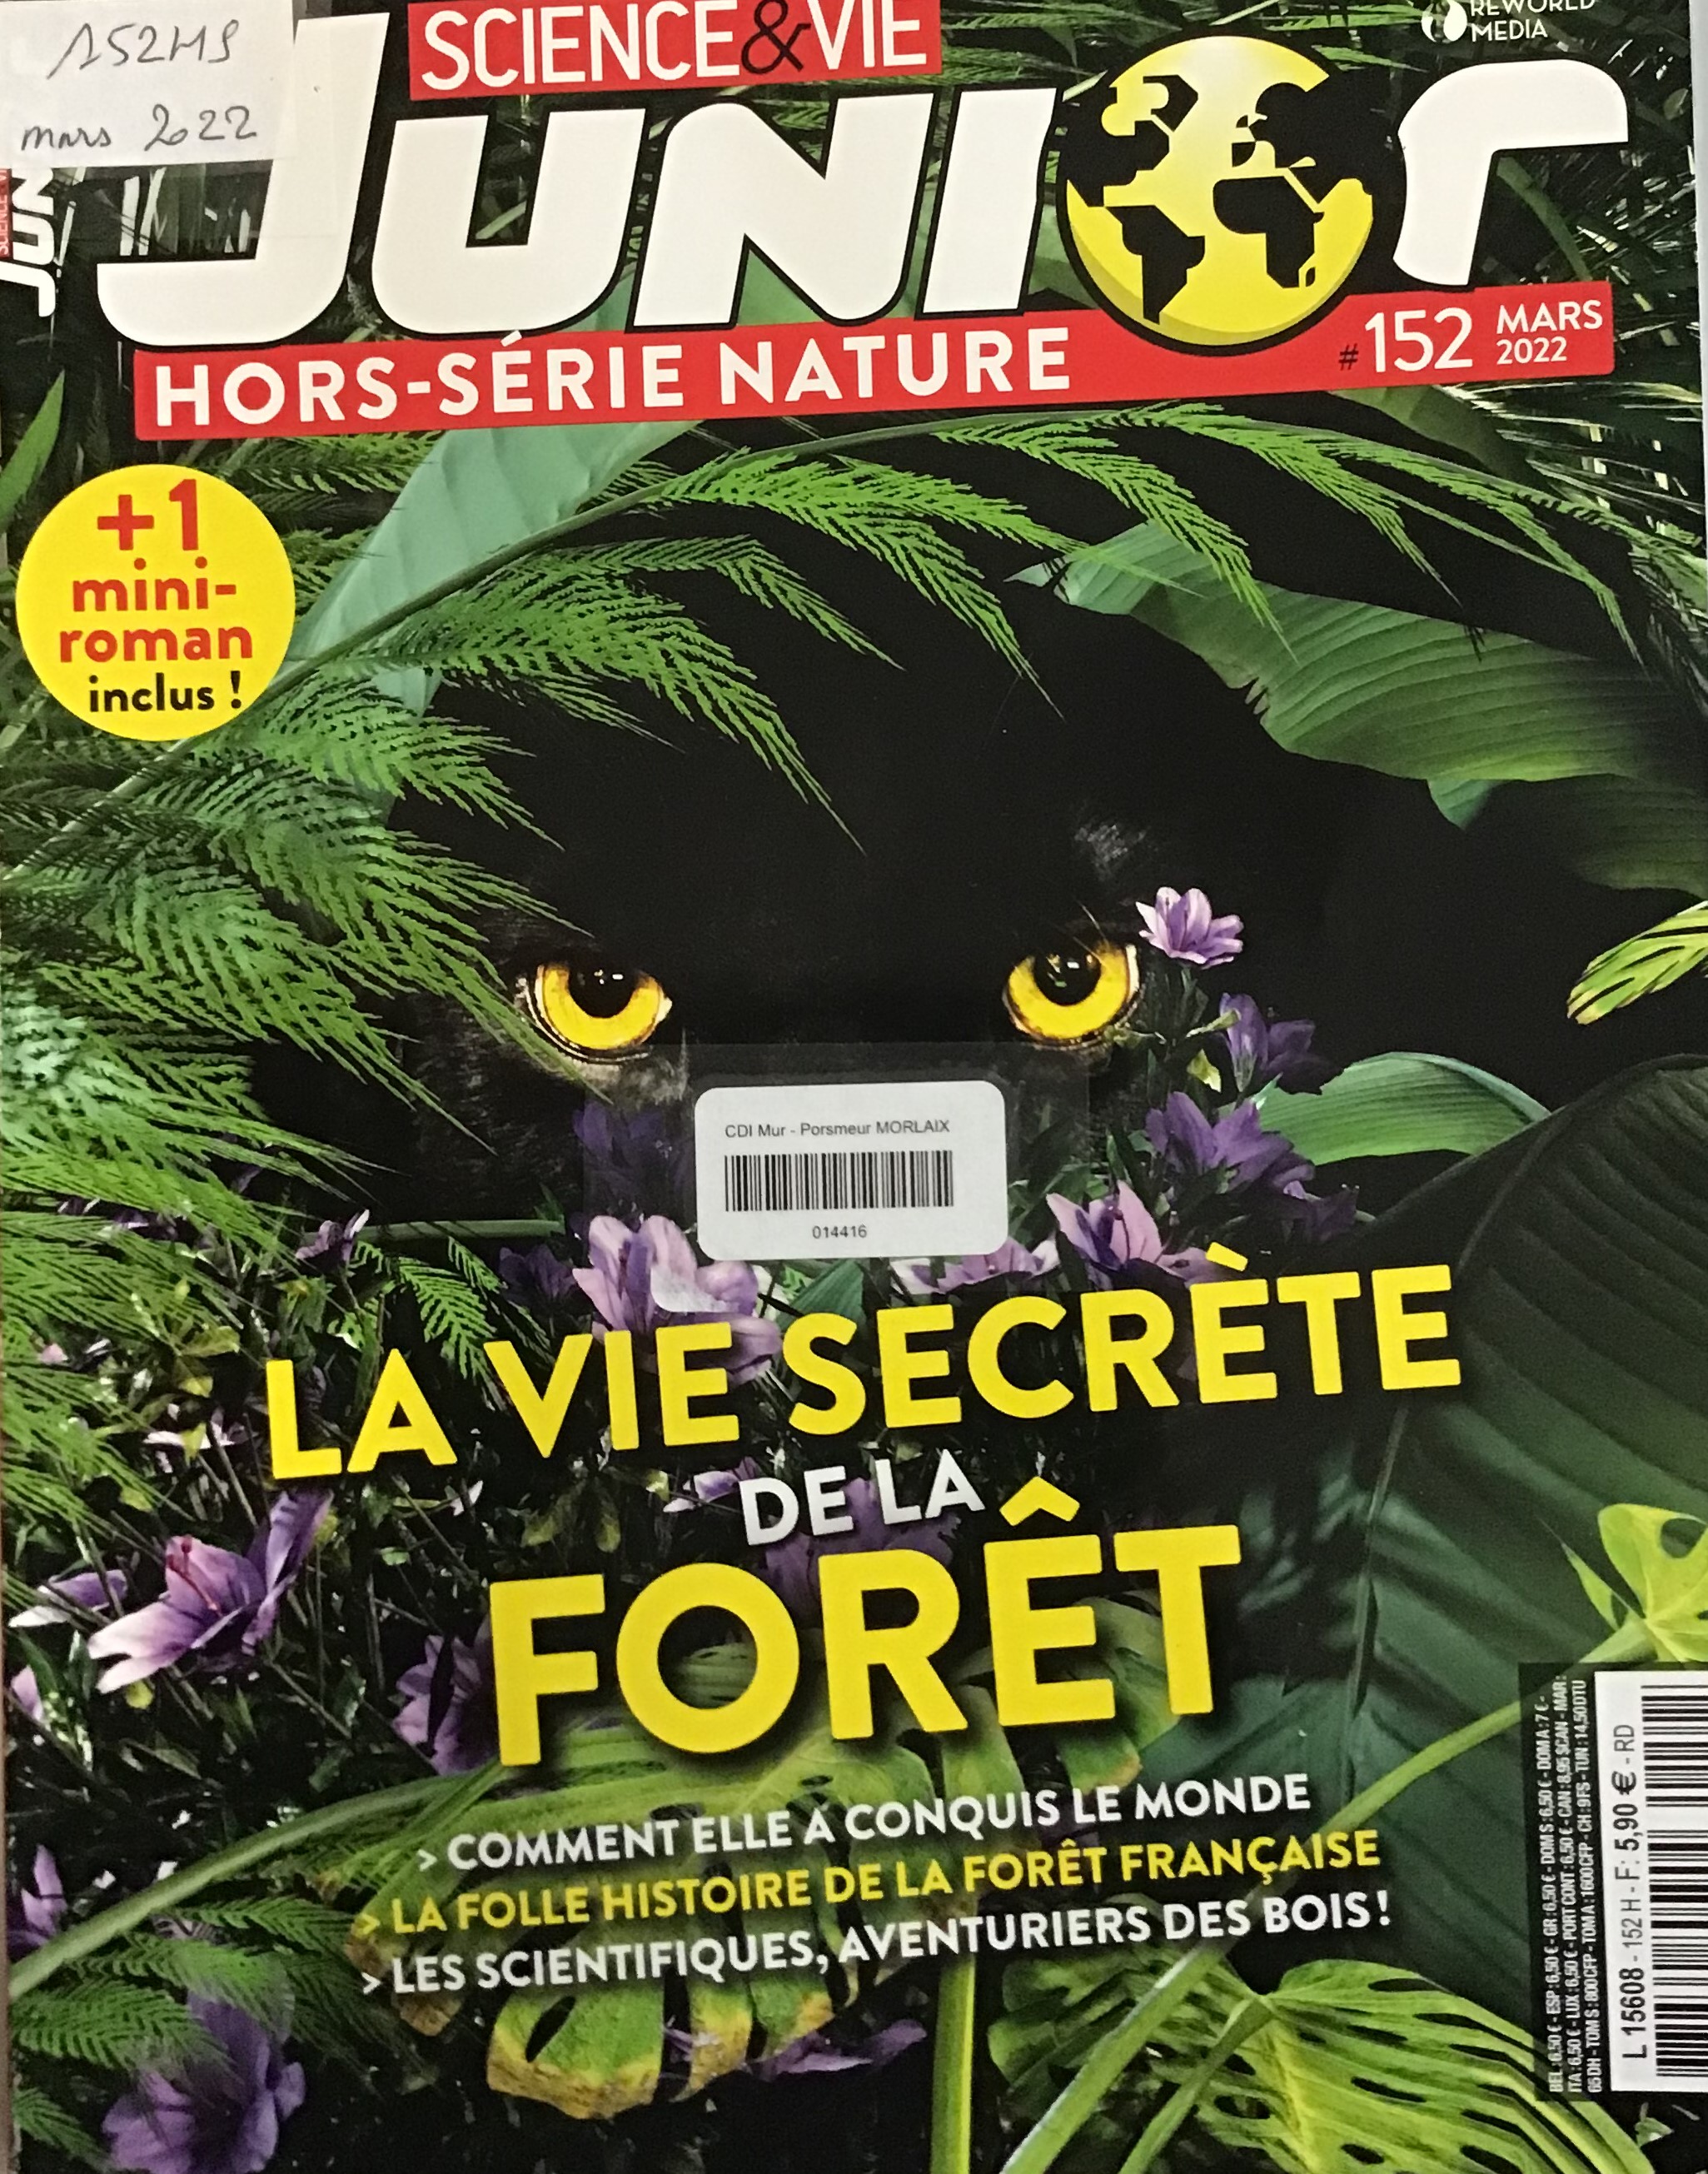 152HS
mars 2022
REWORLD
MEDIA
SCIENCE&VIE
JUNIOR
HORS-SÉRIE NATURE
#152 MARS
2022
+1
mini-
roman
inclus !
CDI Mur - Porsmeur MORLAIX
014416
LA VIE SECRÈTE
DE LA
FORÊT
> COMMENT ELLE A CONQUIS LE MONDE
> LA FOLLE HISTOIRE DE LA FORÊT FRANÇAISE
> LES SCIENTIFIQUES, AVENTURIERS DES BOIS !
BEL : 6,50 € - ESP : 6,50 € - GR : 6,50 € - DOM S : 6,50 € - DOM A : 7 € -
ITA : 6,50 € - LUX : 6,50 € - PORT CONT : 6,50 € - CAN : 8,95 $CAN - MAR :
65 DH - TOM S : 800 CFP - TOM A : 1600 CFP - CH : 9 FS - TUN : 14,50 DTU
L 15608 - 152 H - F: 5,90 € - RD